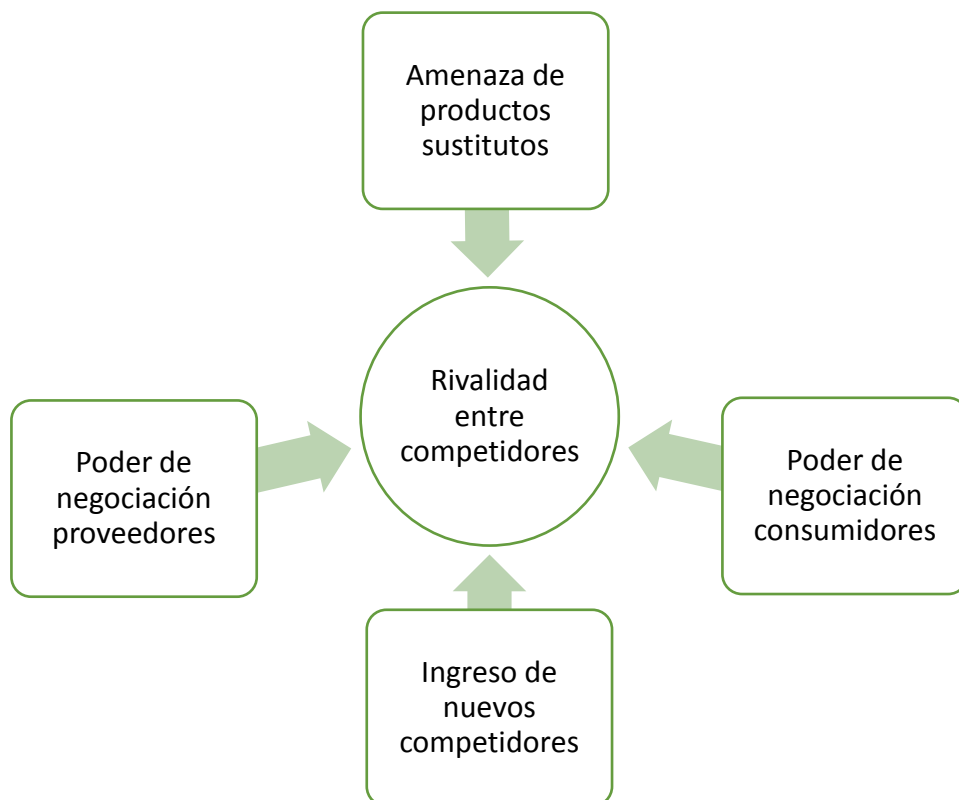 Amenaza de
productos
sustitutos
Rivalidad
entre
competidores
Poder de
negociación
proveedores
Poder de
negociación
consumidores
Ingreso de
nuevos
competidores